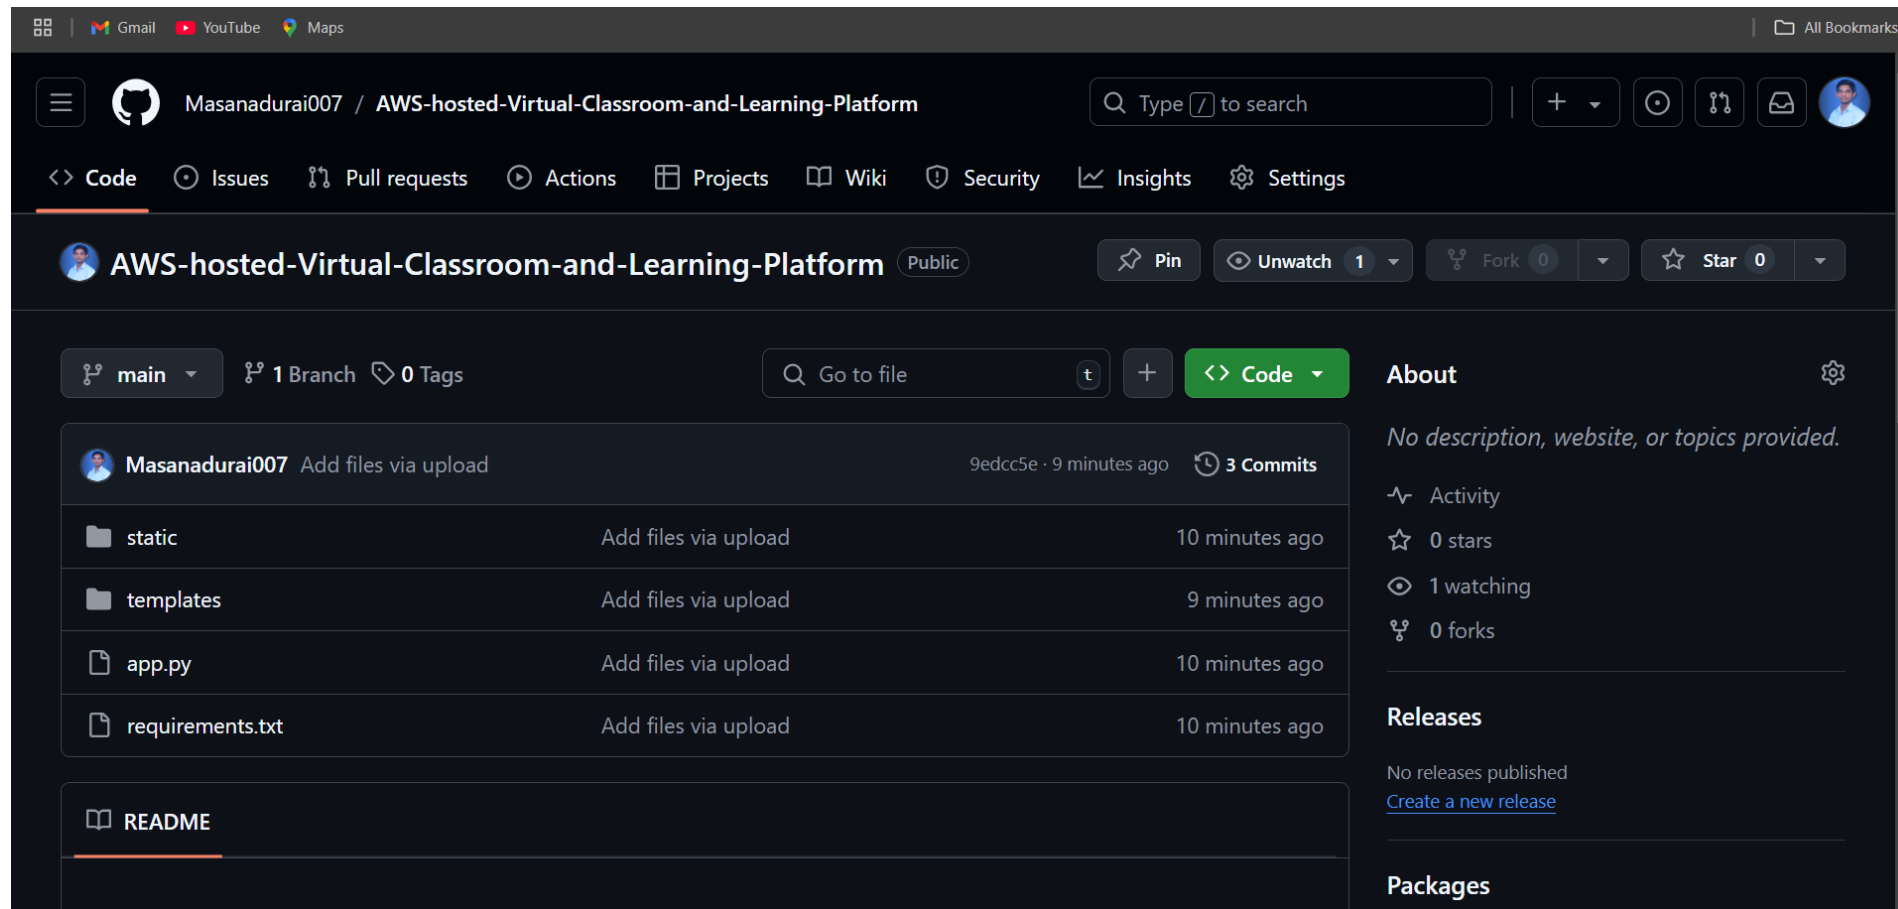 Gmail YouTube Maps All Bookmarks
Masanadurai007 / AWS-hosted-Virtual-Classroom-and-Learning-Platform Type / to search
Code Issues Pull requests Actions Projects Wiki Security Insights Settings
AWS-hosted-Virtual-Classroom-and-Learning-Platform Public Pin Unwatch 1 Fork 0 Star 0
main 1 Branch 0 Tags Go to file t Code
About
No description, website, or topics provided.
Masanadurai007 Add files via upload 9edcc5e · 9 minutes ago 3 Commits
static Add files via upload 10 minutes ago
templates Add files via upload 9 minutes ago
app.py Add files via upload 10 minutes ago
requirements.txt Add files via upload 10 minutes ago
README
Activity
0 stars
1 watching
0 forks
Releases
No releases published
Create a new release
Packages